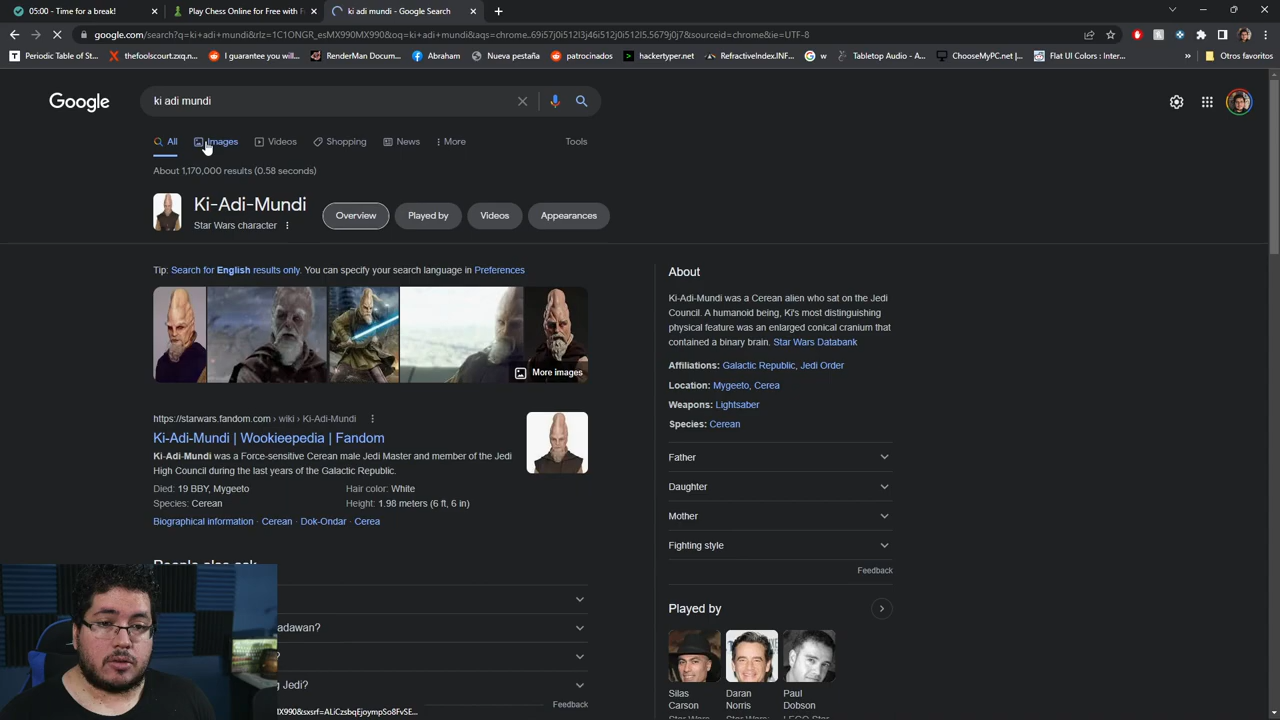 05:00 - Time for a break!
Play Chess Online for Free with F
ki adi mundi - Google Search
google.com/search?q=ki+adi+mundi&rlz=1C1ONGR_esMX990MX990&oq=ki+adi+mundi&aqs=chrome..69i57j0i512l3j46i512j0i512l5.5679j0j7&sourceid=chrome&ie=UTF-8
Periodic Table of St...
thefoolscourt.zxq.n...
I guarantee you wil...
RenderMan Docum...
Abraham
Nueva pestaña
patrocinados
hackertyper.net
RefractiveINDEX.INF...
w
Tabletop Audio - A...
ChooseMyPC.net |...
Flat UI Colors : Inter...
»
Otros favoritos
Google
ki adi mundi
All
Images
Videos
Shopping
News
More
Tools
About 1,170,000 results (0.58 seconds)
Ki-Adi-Mundi
Star Wars character
Overview
Played by
Videos
Appearances
Tip: Search for English results only. You can specify your search language in Preferences
More images
https://starwars.fandom.com › wiki › Ki-Adi-Mundi
Ki-Adi-Mundi | Wookieepedia | Fandom
Ki-Adi-Mundi was a Force-sensitive Cerean male Jedi Master and member of the Jedi
High Council during the last years of the Galactic Republic.
Died: 19 BBY, Mygeeto
Hair color: White
Species: Cerean
Height: 1.98 meters (6 ft, 6 in)
Biographical information · Cerean · Dok-Ondar · Cerea
People also ask
adawan?
?
g Jedi?
Feedback
About
Ki-Adi-Mundi was a Cerean alien who sat on the Jedi
Council. A humanoid being, Ki's most distinguishing
physical feature was an enlarged conical cranium that
contained a binary brain. Star Wars Databank
Affiliations: Galactic Republic, Jedi Order
Location: Mygeeto, Cerea
Weapons: Lightsaber
Species: Cerean
Father
Daughter
Mother
Fighting style
Feedback
Played by
Silas
Carson
Daran
Norris
Paul
Dobson